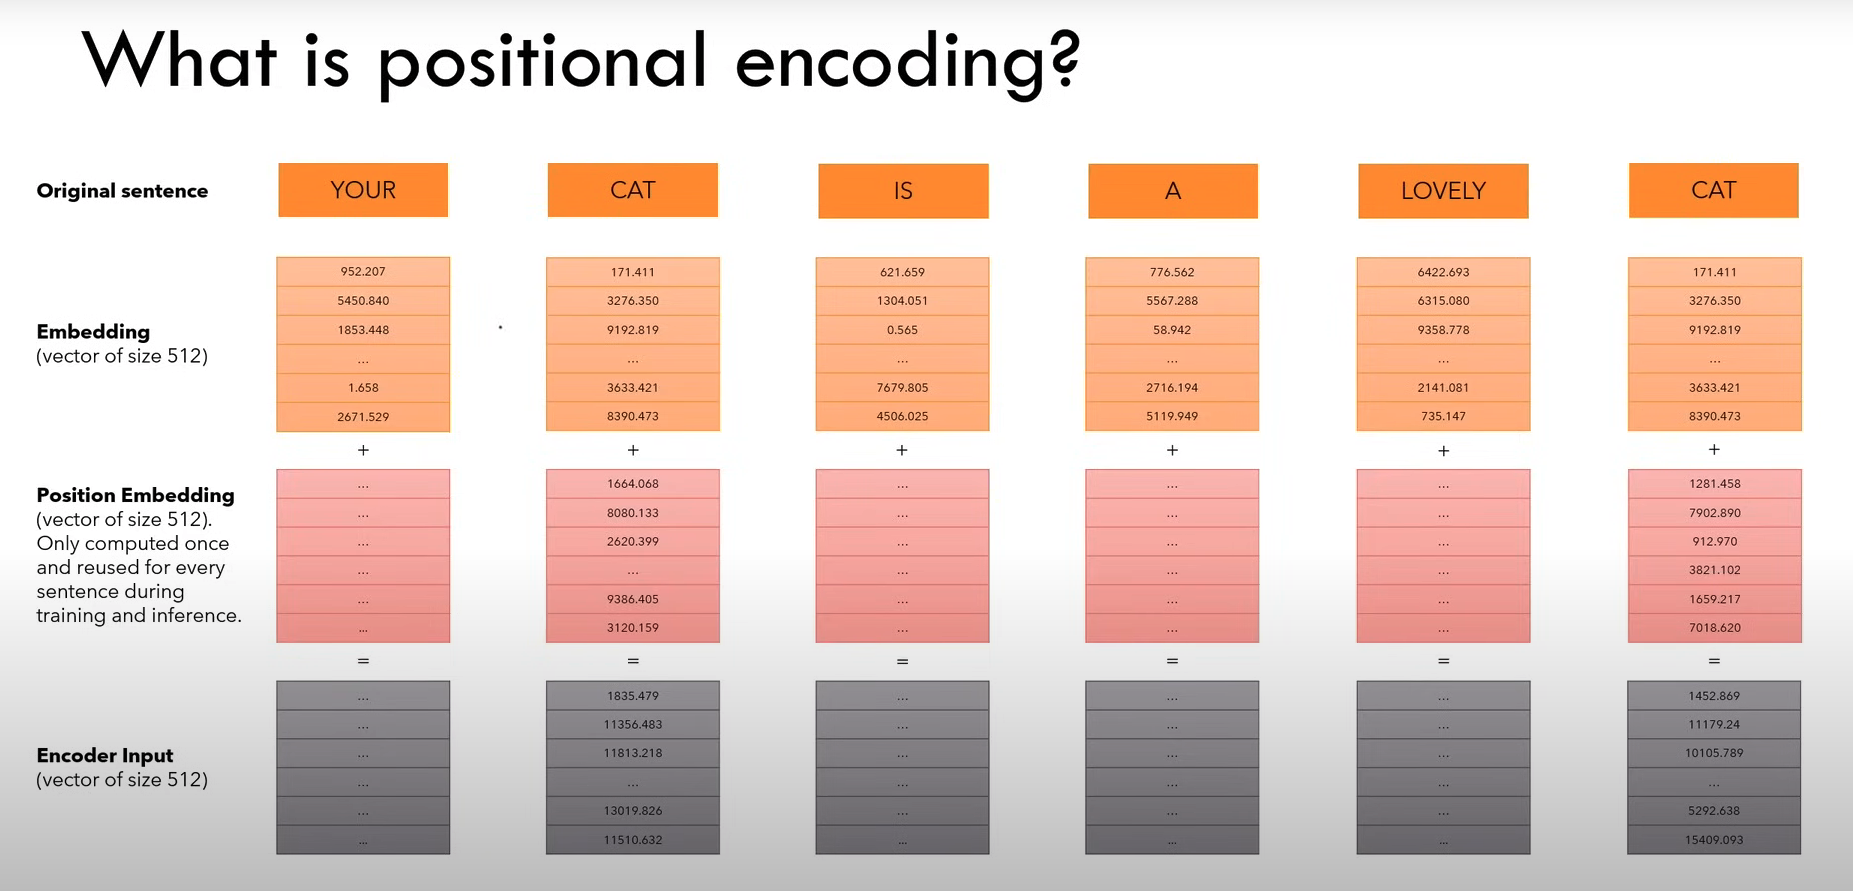 What is positional encoding?
Original sentence YOUR CAT IS A LOVELY CAT
952.207 171.411 621.659 776.562 6422.693 171.411
5450.840 3276.350 1304.051 5567.288 6315.080 3276.350
Embedding 1853.448 9192.819 0.565 58.942 9358.778 9192.819
(vector of size 512) ... ... ... ... ... ...
1.658 3633.421 7679.805 2716.194 2141.081 3633.421
2671.529 8390.473 4506.025 5119.949 735.147 8390.473
+ + + + + +
Position Embedding ... 1664.068 ... ... ... 1281.458
(vector of size 512). ... 8080.133 ... ... ... 7902.890
Only computed once ... 2620.399 ... ... ... 912.970
and reused for every ... ... ... ... ... 3821.102
sentence during ... 9386.405 ... ... ... 1659.217
training and inference. ... 3120.159 ... ... ... 7018.620
= = = = = =
... 1835.479 ... ... ... 1452.869
... 11356.483 ... ... ... 11179.24
Encoder Input ... 11813.218 ... ... ... 10105.789
(vector of size 512) ... ... ... ... ... ...
... 13019.826 ... ... ... 5292.638
... 11510.632 ... ... ... 15409.093